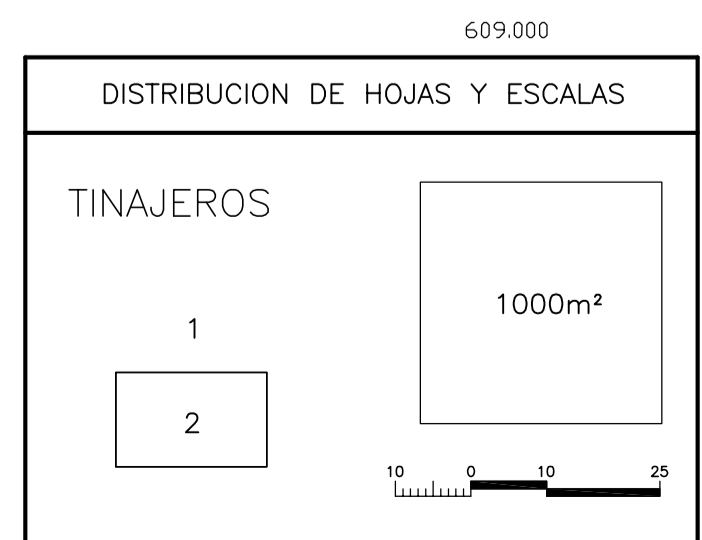 609.000
DISTRIBUCION DE HOJAS Y ESCALAS
TINAJEROS
1000m²
1
2
10 0 10 25